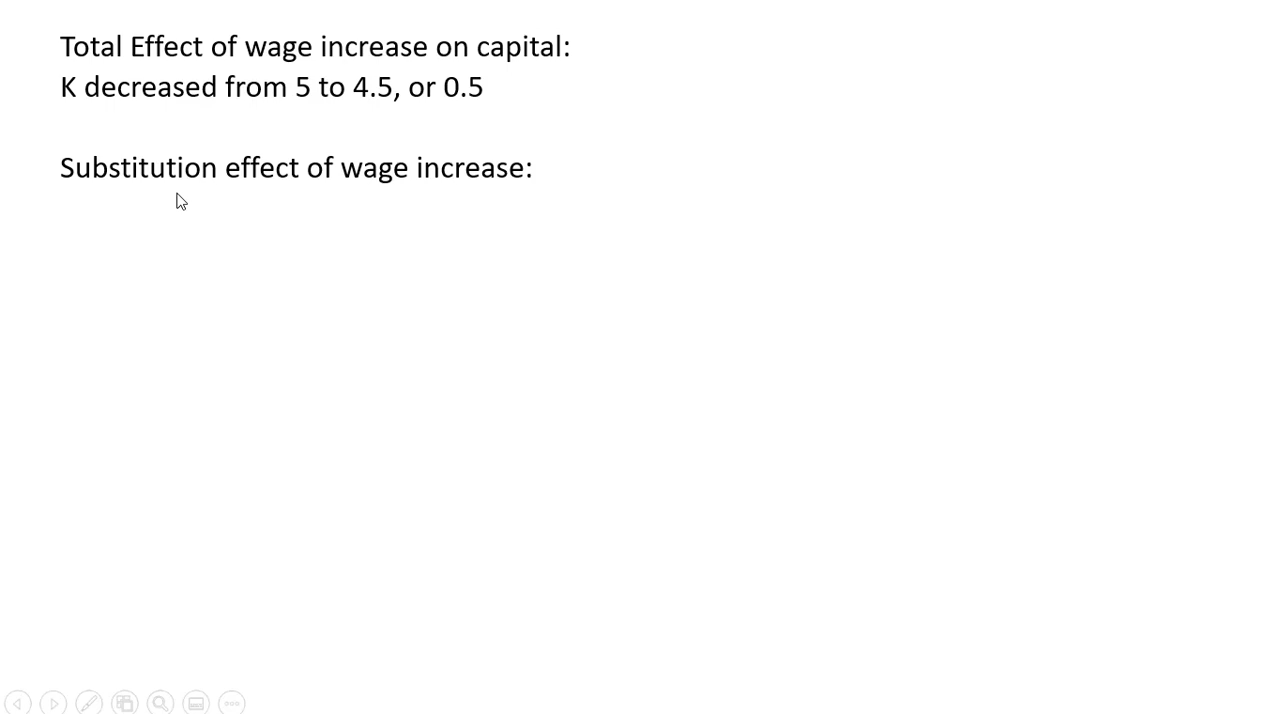 Total Effect of wage increase on capital:
K decreased from 5 to 4.5, or 0.5
Substitution effect of wage increase: